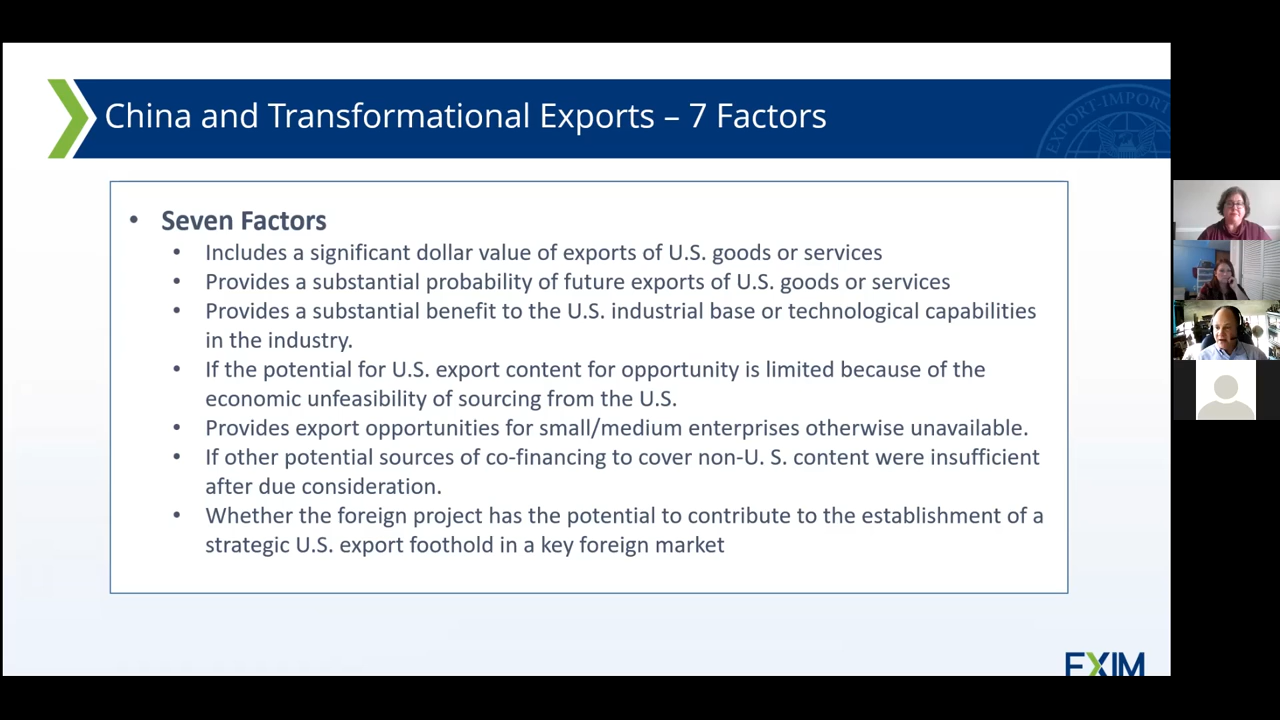 China and Transformational Exports – 7 Factors
EXPORT-IMPORT
• Seven Factors
• Includes a significant dollar value of exports of U.S. goods or services
• Provides a substantial probability of future exports of U.S. goods or services
• Provides a substantial benefit to the U.S. industrial base or technological capabilities
in the industry.
• If the potential for U.S. export content for opportunity is limited because of the
economic unfeasibility of sourcing from the U.S.
• Provides export opportunities for small/medium enterprises otherwise unavailable.
• If other potential sources of co-financing to cover non-U. S. content were insufficient
after due consideration.
• Whether the foreign project has the potential to contribute to the establishment of a
strategic U.S. export foothold in a key foreign market
EXIM